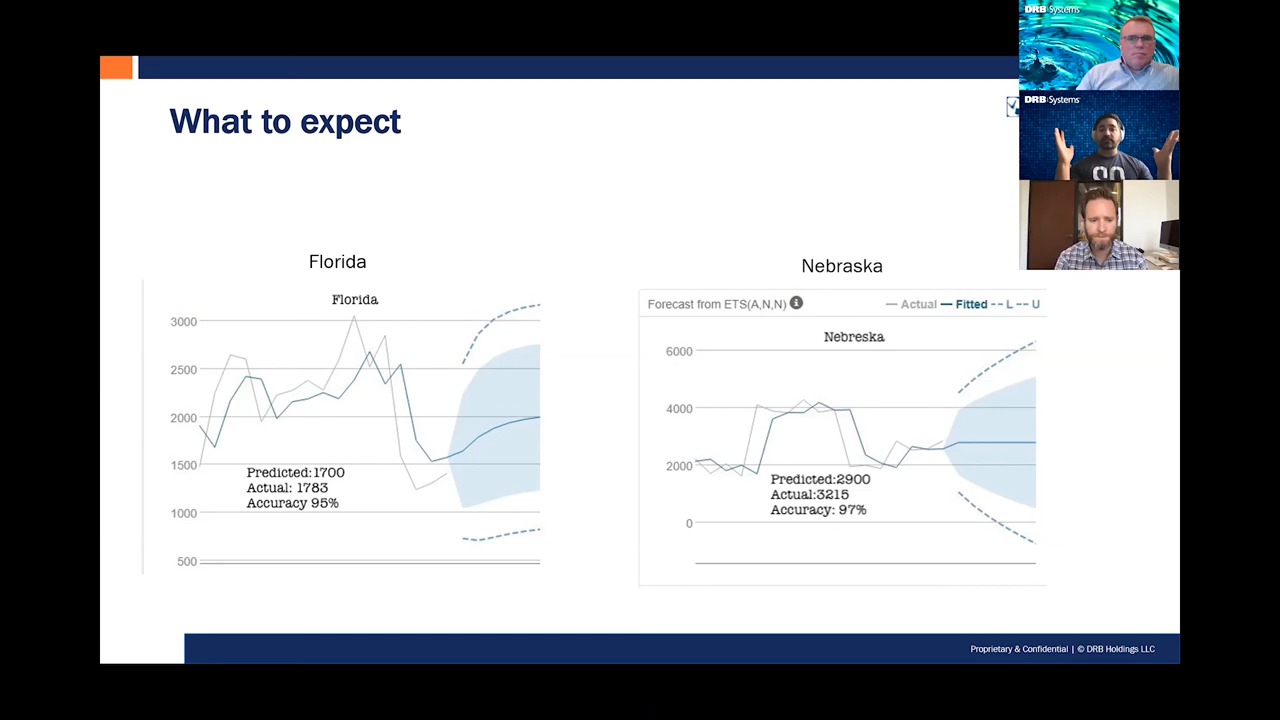 DRB Systems
DRB Systems
What to expect
Florida
Florida
3000
2500
2000
1500
1000
500
Predicted:1700
Actual: 1783
Accuracy 95%
Nebraska
Forecast from ETS(A,N,N)
Actual Fitted L U
Nebreska
6000
4000
2000
0
Predicted:2900
Actual:3215
Accuracy: 97%
Proprietary & Confidential | © DRB Holdings LLC